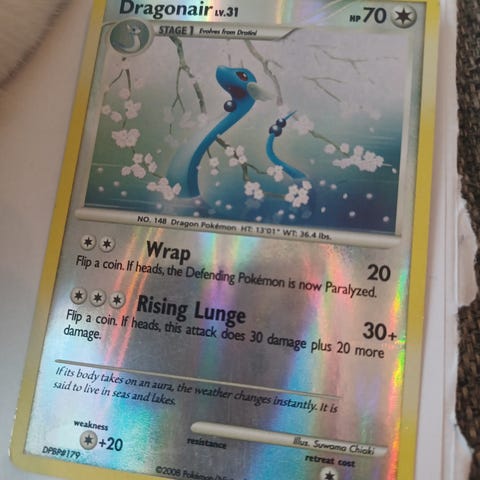 Dragonair LV.31 HP 70
STAGE 1 Evolves from Dratini
NO. 148 Dragon Pokémon HT: 13'01" WT: 36.4 lbs.
Wrap 20
Flip a coin. If heads, the Defending Pokémon is now Paralyzed.
Rising Lunge 30+
Flip a coin. If heads, this attack does 30 damage plus 20 more
damage.
If its body takes on an aura, the weather changes instantly. It is
said to live in seas and lakes.
Illus. Suwama Chiaki
weakness resistance retreat cost
+20
DPBP#179
©2008 Pokémon